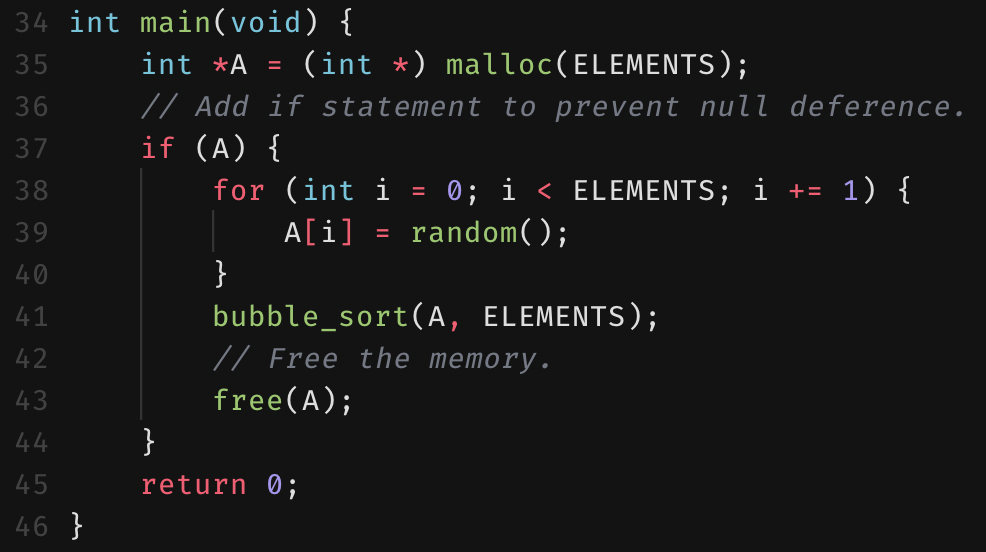 34 int main(void) {
35     int *A = (int *) malloc(ELEMENTS);
36     // Add if statement to prevent null deference.
37     if (A) {
38         for (int i = 0; i < ELEMENTS; i += 1) {
39             A[i] = random();
40         }
41         bubble_sort(A, ELEMENTS);
42         // Free the memory.
43         free(A);
44     }
45     return 0;
46 }